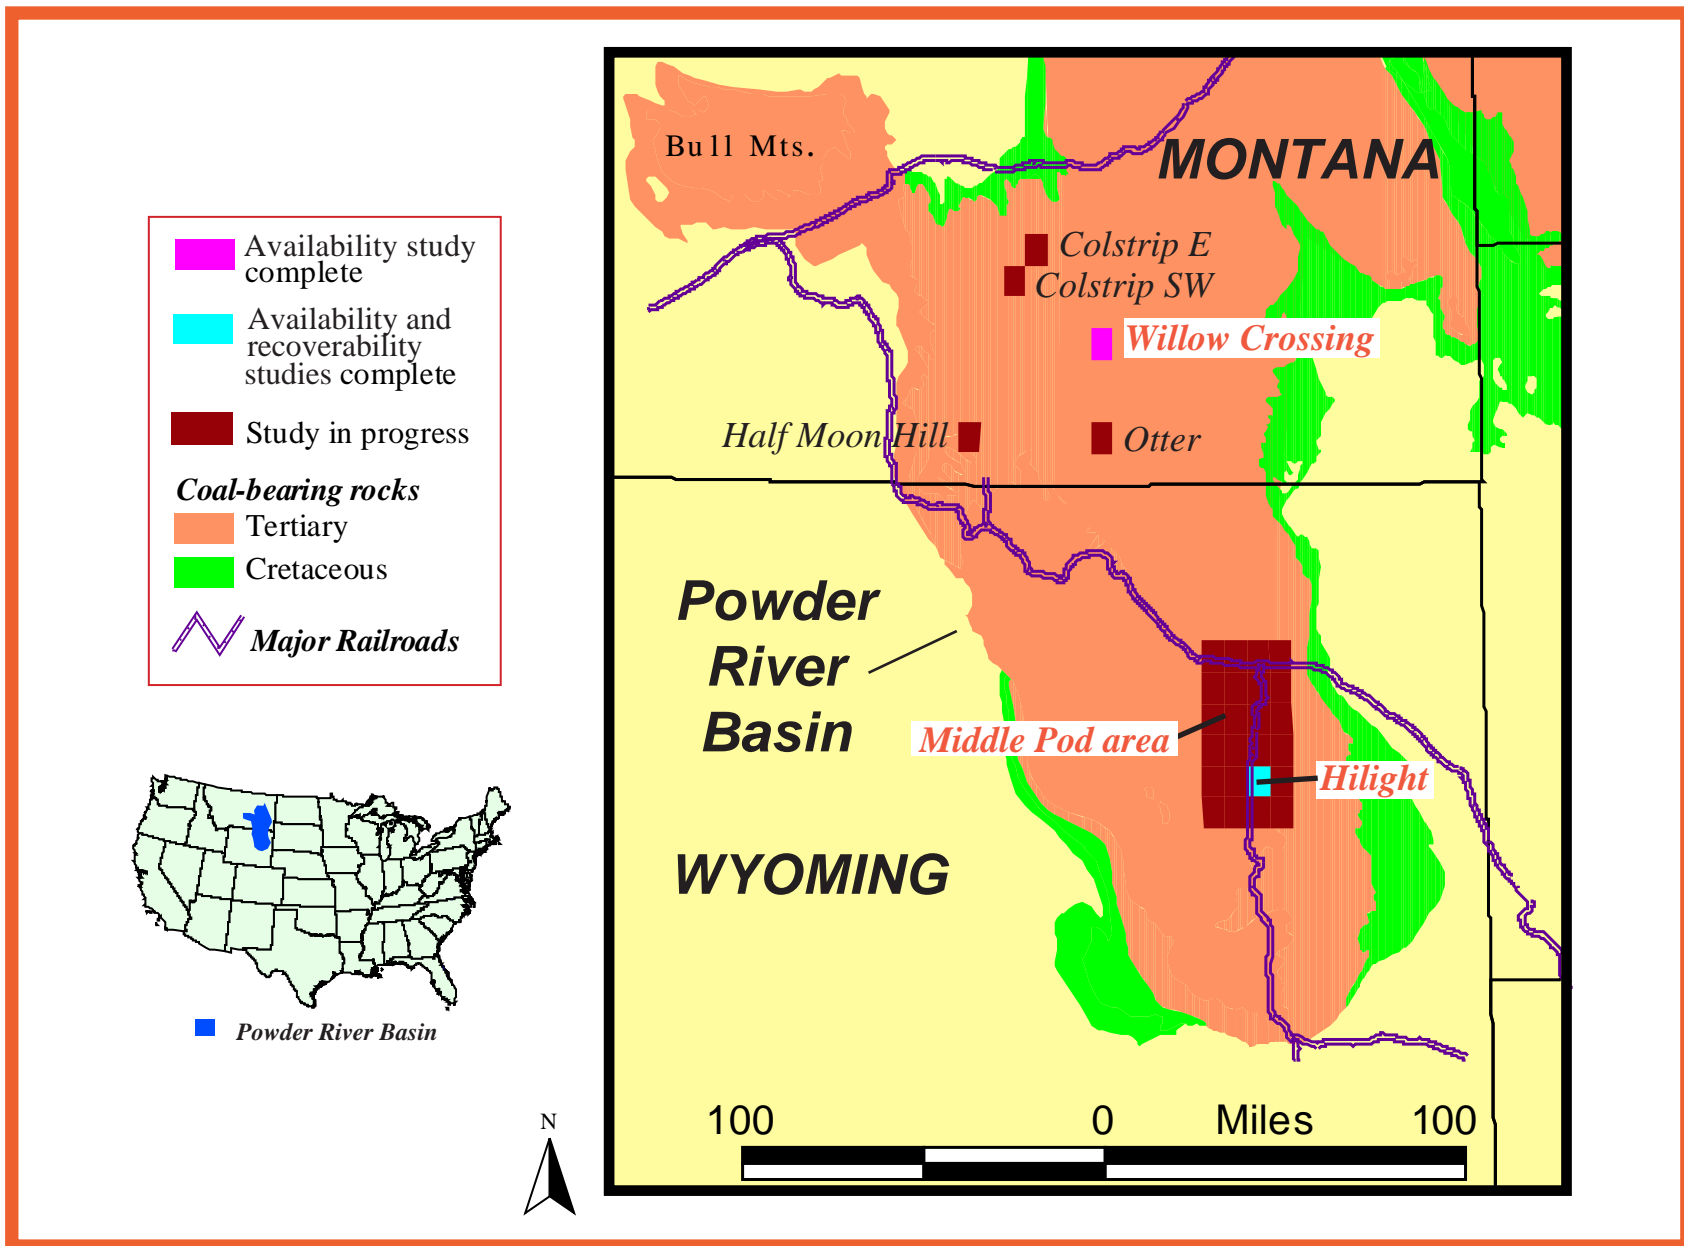 Availability study
complete
Availability and
recoverability
studies complete
Study in progress
Coal-bearing rocks
Tertiary
Cretaceous
Major Railroads
Powder River Basin
N
Bull Mts.
MONTANA
Colstrip E
Colstrip SW
Willow Crossing
Half Moon Hill
Otter
Powder
River
Basin
Middle Pod area
Hilight
WYOMING
100 0 Miles 100